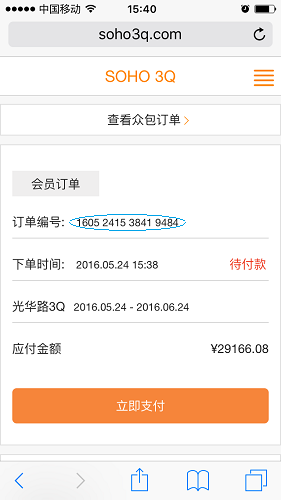 中国移动 15:40
soho3q.com
SOHO 3Q
查看众包订单
会员订单
订单编号: 1605 2415 3841 9484
下单时间: 2016.05.24 15:38 待付款
光华路3Q 2016.05.24 - 2016.06.24
应付金额 ¥29166.08
立即支付